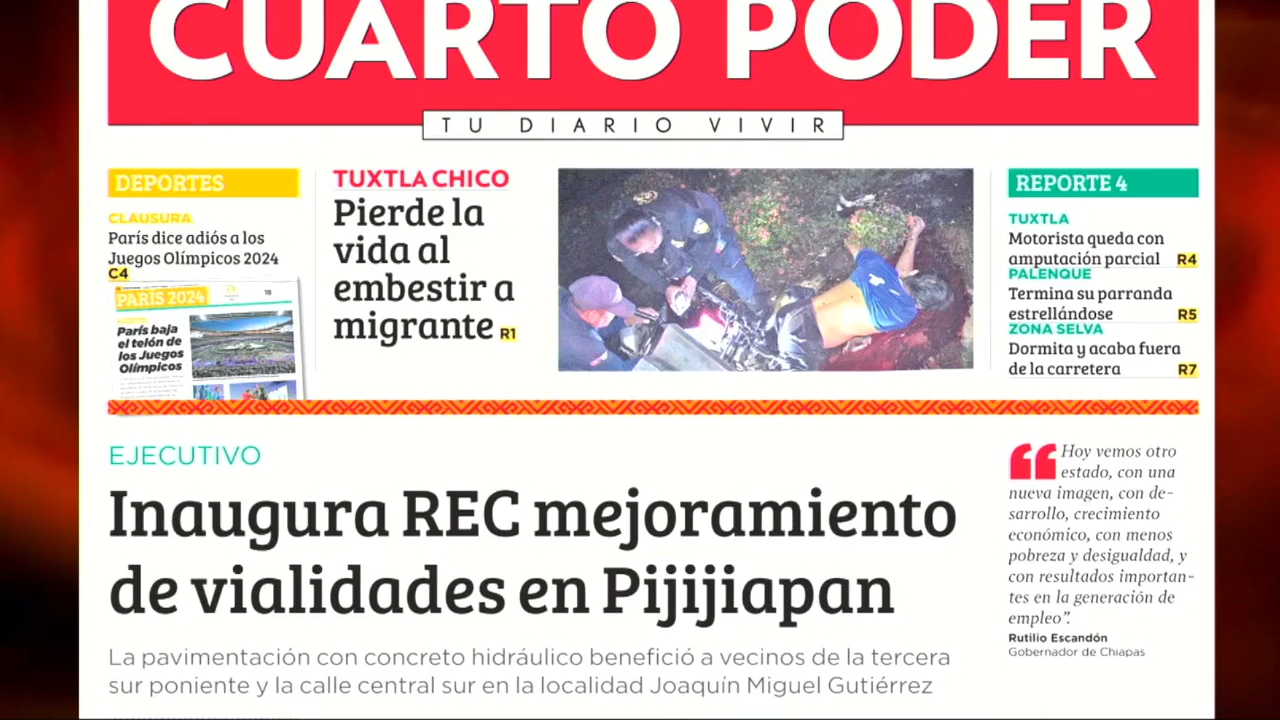 CUARTO PODER
TU DIARIO VIVIR
DEPORTES
CLAUSURA
París dice adiós a los
Juegos Olímpicos 2024
C4
PARÍS 2024
París baja
el telón de
los Juegos
Olímpicos
TUXTLA CHICO
Pierde la
vida al
embestir a
migrante R1
REPORTE 4
TUXTLA
Motorista queda con
amputación parcial R4
PALENQUE
Termina su parranda
estrellándose R5
ZONA SELVA
Dormita y acaba fuera
de la carretera R7
EJECUTIVO
Inaugura REC mejoramiento
de vialidades en Pijijiapan
La pavimentación con concreto hidráulico benefició a vecinos de la tercera
sur poniente y la calle central sur en la localidad Joaquín Miguel Gutiérrez
Hoy vemos otro
estado, con una
nueva imagen, con de-
sarrollo, crecimiento
económico, con menos
pobreza y desigualdad, y
con resultados importan-
tes en la generación de
empleo”.
Rutilio Escandón
Gobernador de Chiapas